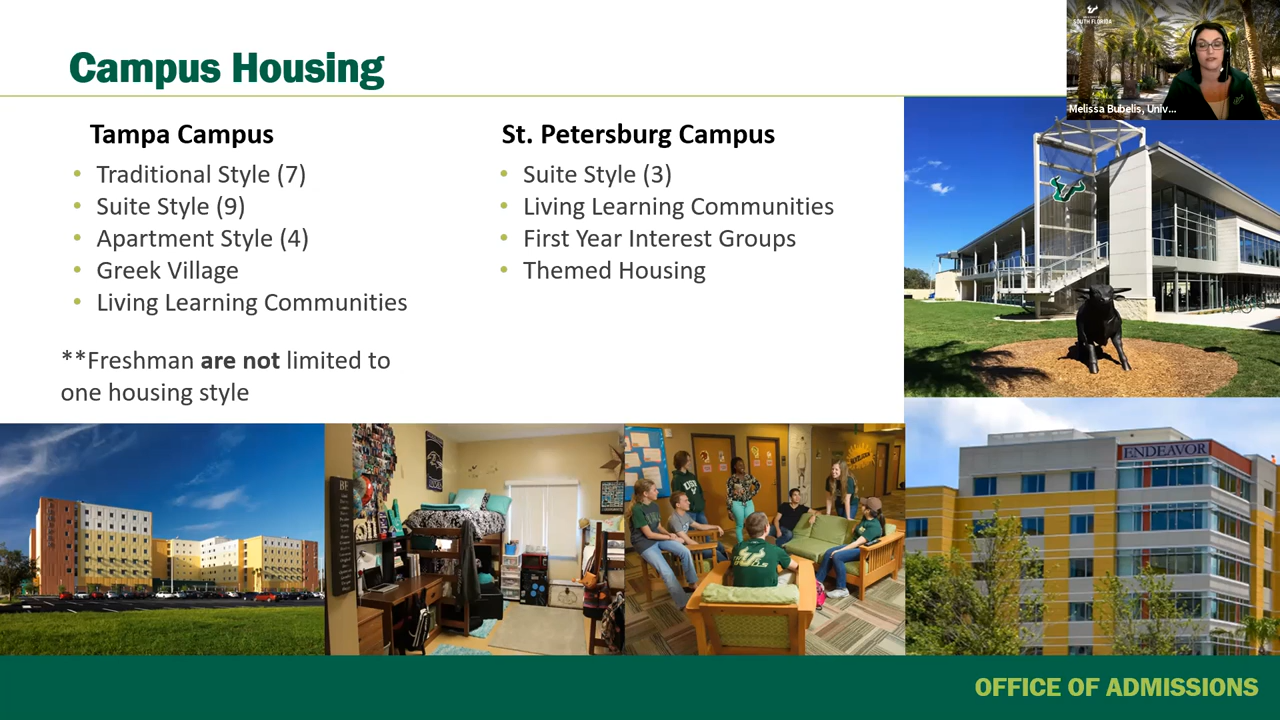 Campus Housing
SOUTH FLORIDA
Melissa Bubelis, Univ...
Tampa Campus
• Traditional Style (7)
• Suite Style (9)
• Apartment Style (4)
• Greek Village
• Living Learning Communities
**Freshman are not limited to
one housing style
St. Petersburg Campus
• Suite Style (3)
• Living Learning Communities
• First Year Interest Groups
• Themed Housing
ENDEAVOR
OFFICE OF ADMISSIONS